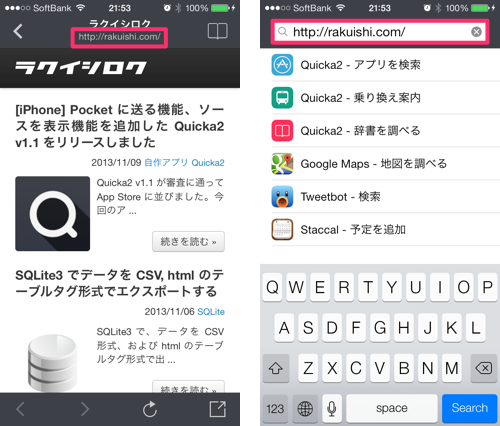 SoftBank 21:53 100%
ラクイシロク
http://rakuishi.com/
ラクイシロク
[iPhone] Pocket に送る機能、ソー
スを表示機能を追加した Quicka2
v1.1 をリリースしました
2013/11/09 自作アプリ Quicka2
Quicka2 v1.1 が審査に通って
App Store に並びました。今
回のア ...
続きを読む »
SQLite3 でデータを CSV, html のテ
ーブルタグ形式でエクスポートする
2013/11/06 SQLite
SQLite3 で、データを CSV
形式、および html のテー
ブルタグ形式で出 ...
続きを読む »
SoftBank 21:53 100%
http://rakuishi.com/
Quicka2 - アプリを検索
Quicka2 - 乗り換え案内
Quicka2 - 辞書を調べる
Google Maps - 地図を調べる
Tweetbot - 検索
Staccal - 予定を追加
Q W E R T Y U I O P
A S D F G H J K L
Z X C V B N M
123 space Search